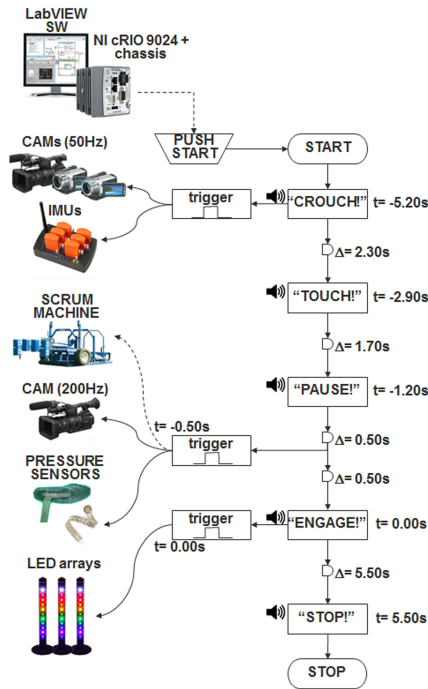 LabVIEW
SW
NI cRIO 9024 +
chassis
PUSH
START
START
CAMs (50Hz)
trigger
“CROUCH!”
t= -5.20s
IMUs
Δ= 2.30s
“TOUCH!”
t= -2.90s
SCRUM
MACHINE
Δ= 1.70s
CAM (200Hz)
“PAUSE!”
t= -1.20s
t= -0.50s
trigger
Δ= 0.50s
PRESSURE
SENSORS
Δ= 0.50s
trigger
“ENGAGE!”
t= 0.00s
t= 0.00s
LED arrays
Δ= 5.50s
“STOP!”
t= 5.50s
STOP